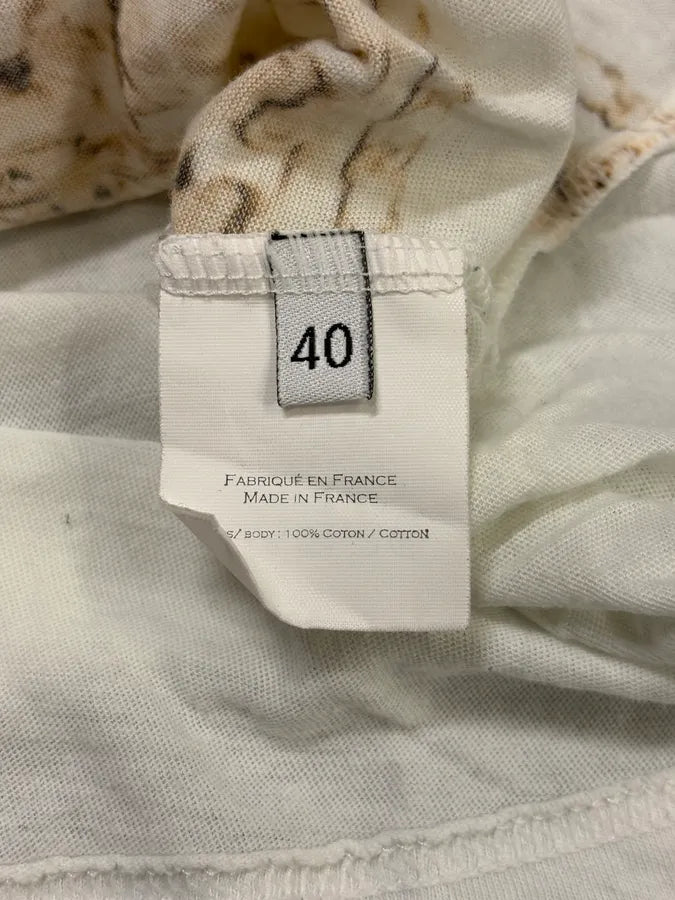 40
FABRIQUÉ EN FRANCE
MADE IN FRANCE
S/ BODY : 100% COTON / COTTON